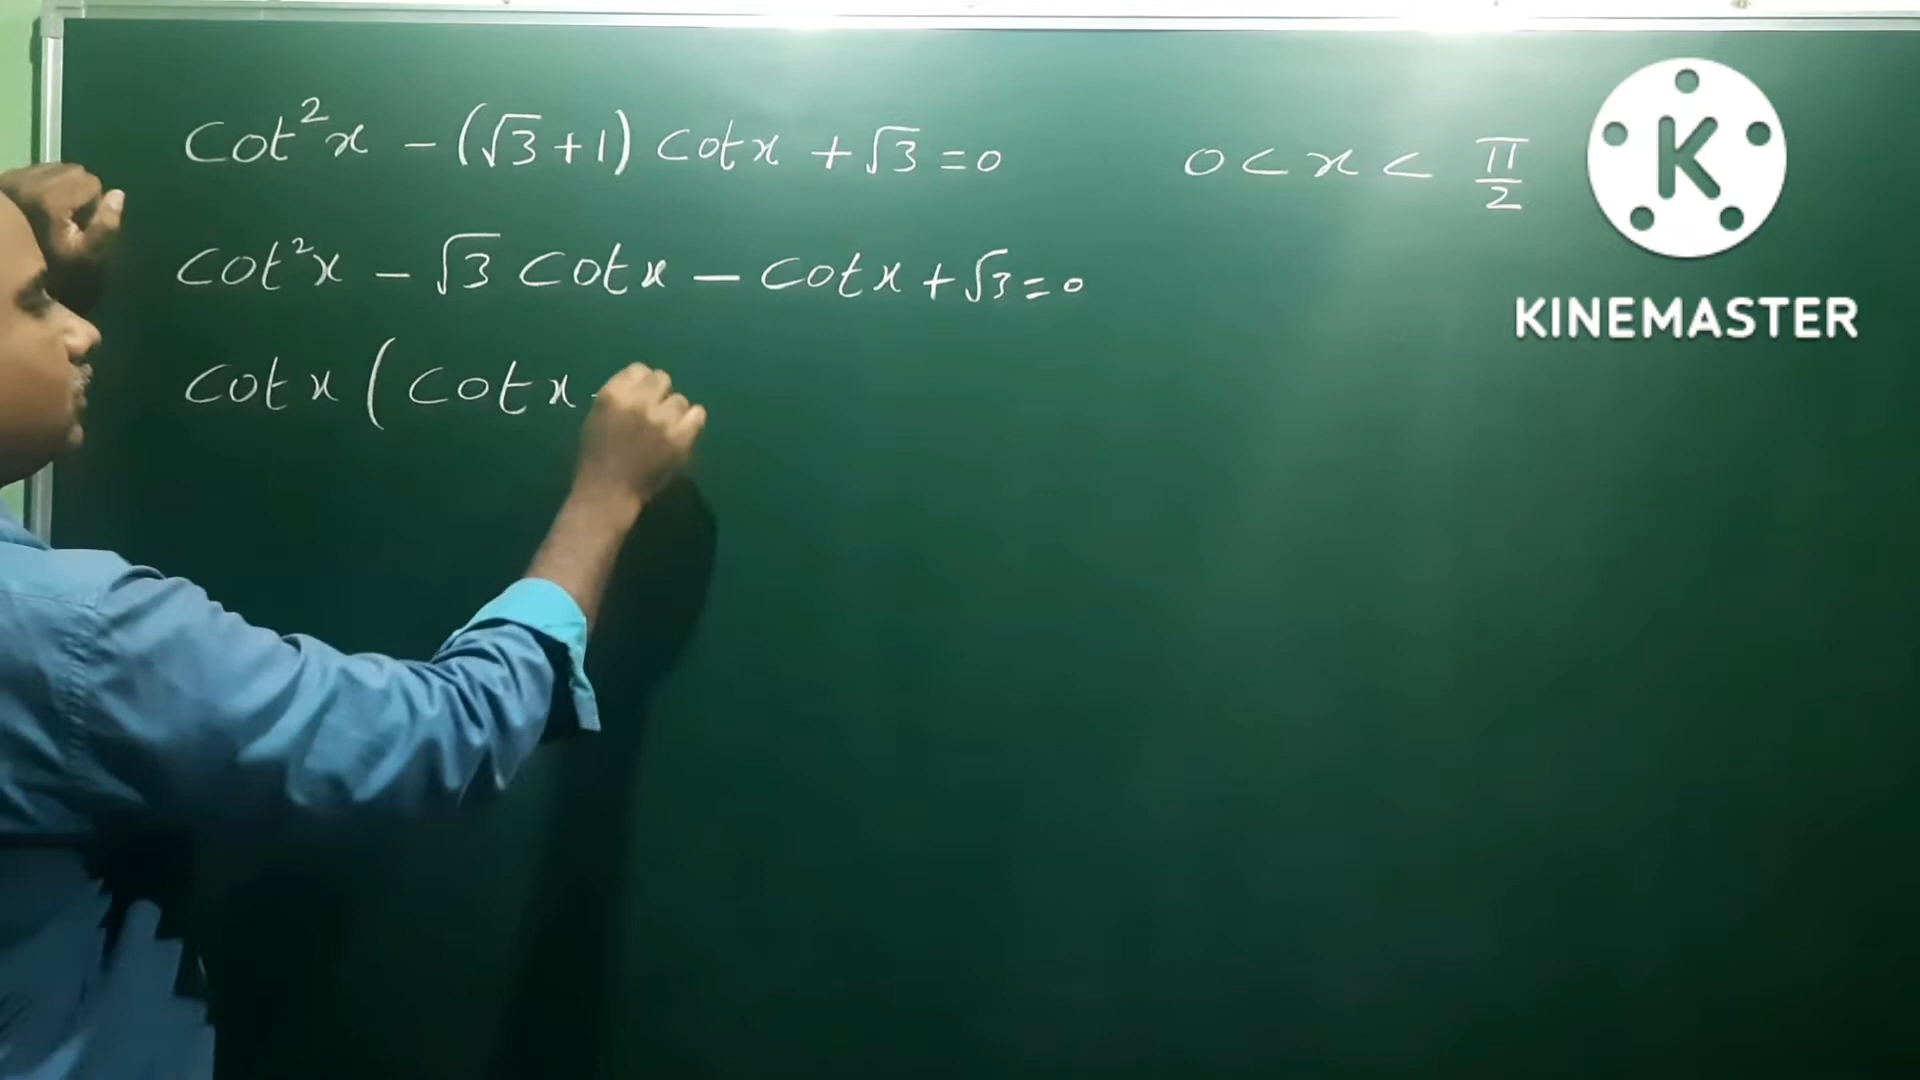 Cot²x - (√3+1) Cotx + √3 = 0 0 < x < π/2
Cot²x - √3 Cotx - Cotx + √3 = 0
Cotx (Cotx -
K
KINEMASTER